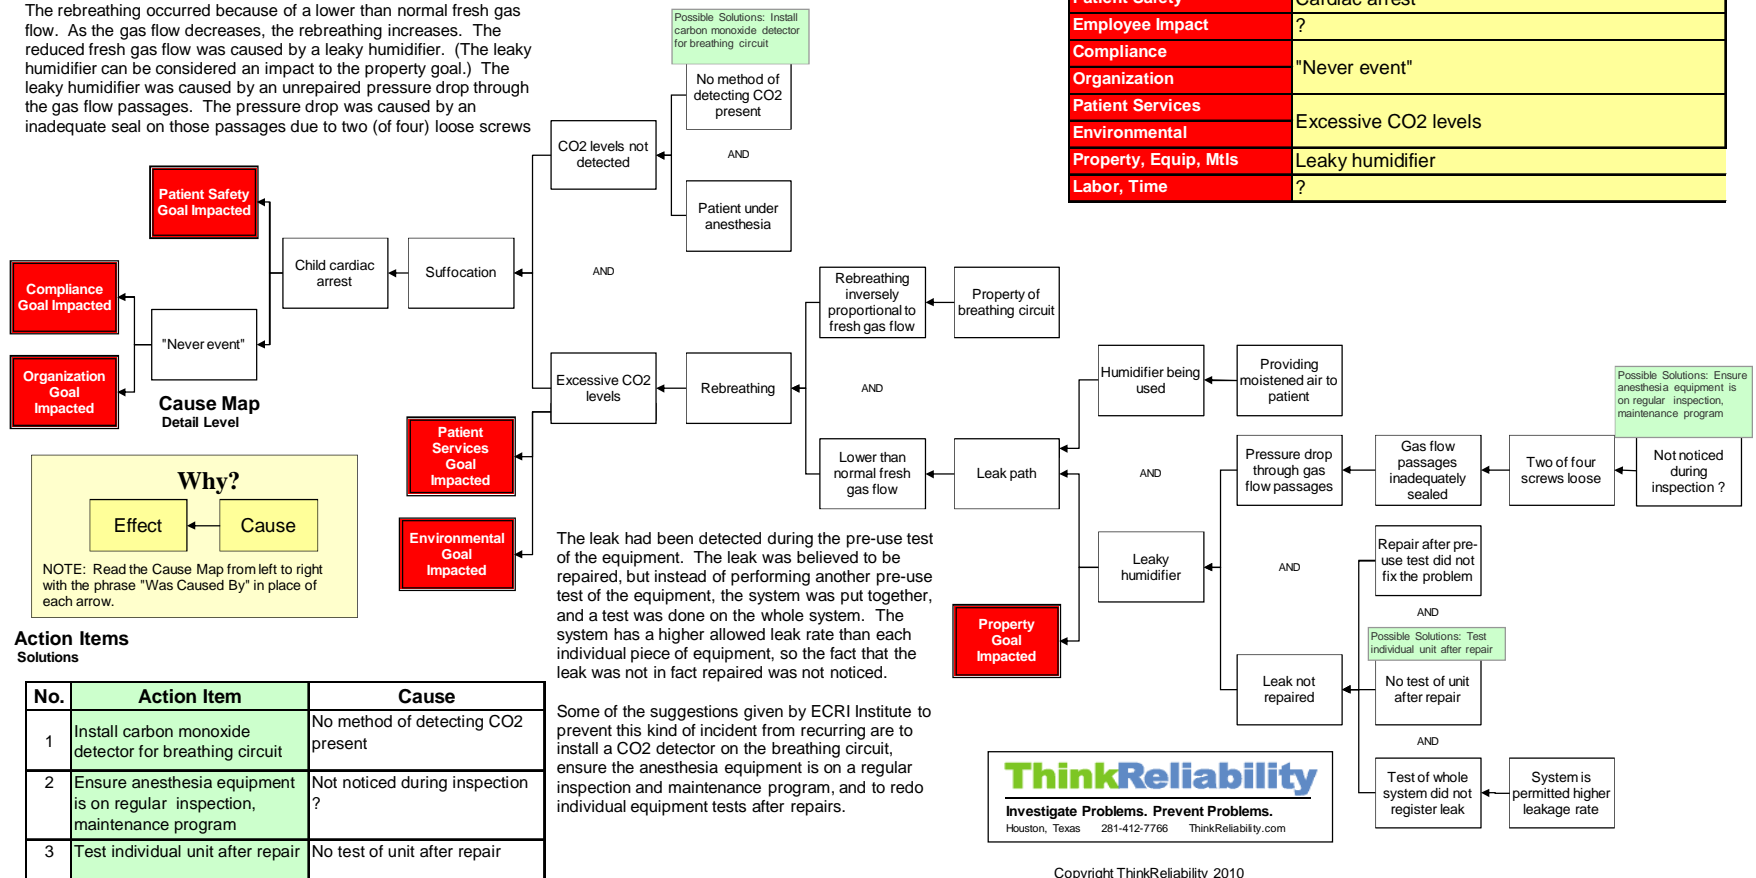 The rebreathing occurred because of a lower than normal fresh gas
flow. As the gas flow decreases, the rebreathing increases. The
reduced fresh gas flow was caused by a leaky humidifier. (The leaky
humidifier can be considered an impact to the property goal.) The
leaky humidifier was caused by an unrepaired pressure drop through
the gas flow passages. The pressure drop was caused by an
inadequate seal on those passages due to two (of four) loose screws
Possible Solutions: Install
carbon monoxide detector
for breathing circuit
No method of
detecting CO2
present
AND
Patient under
anesthesia
CO2 levels not
detected
Patient Safety
Cardiac arrest
Employee Impact
?
Compliance
Organization
"Never event"
Patient Services
Environmental
Excessive CO2 levels
Property, Equip, Mtls
Leaky humidifier
Labor, Time
?
Patient Safety
Goal Impacted
Compliance
Goal Impacted
Organization
Goal
Impacted
"Never event"
Child cardiac
arrest
Suffocation
AND
Excessive CO2
levels
Rebreathing
Rebreathing
inversely
proportional to
fresh gas flow
Property of
breathing circuit
AND
Lower than
normal fresh
gas flow
Leak path
Humidifier being
used
Providing
moistened air to
patient
AND
Possible Solutions: Ensure
anesthesia equipment is
on regular inspection,
maintenance program
Pressure drop
through gas
flow passages
Gas flow
passages
inadequately
sealed
Two of four
screws loose
Not noticed
during
inspection ?
Cause Map
Detail Level
Why?
Effect
Cause
NOTE: Read the Cause Map from left to right
with the phrase "Was Caused By" in place of
each arrow.
Patient
Services
Goal
Impacted
Environmental
Goal
Impacted
The leak had been detected during the pre-use test
of the equipment. The leak was believed to be
repaired, but instead of performing another pre-use
test of the equipment, the system was put together,
and a test was done on the whole system. The
system has a higher allowed leak rate than each
individual piece of equipment, so the fact that the
leak was not in fact repaired was not noticed.
Some of the suggestions given by ECRI Institute to
prevent this kind of incident from recurring are to
install a CO2 detector on the breathing circuit,
ensure the anesthesia equipment is on a regular
inspection and maintenance program, and to redo
individual equipment tests after repairs.
Leaky
humidifier
Property
Goal
Impacted
AND
Repair after pre-
use test did not
fix the problem
AND
Possible Solutions: Test
individual unit after repair
Leak not
repaired
No test of unit
after repair
AND
Test of whole
system did not
register leak
System is
permitted higher
leakage rate
Action Items
Solutions
No.
Action Item
Cause
1
Install carbon monoxide
detector for breathing circuit
No method of detecting CO2
present
2
Ensure anesthesia equipment
is on regular inspection,
maintenance program
Not noticed during inspection
?
3
Test individual unit after repair
No test of unit after repair
ThinkReliability
Investigate Problems. Prevent Problems.
Houston, Texas 281-412-7766 ThinkReliability.com
Copyright ThinkReliability 2010